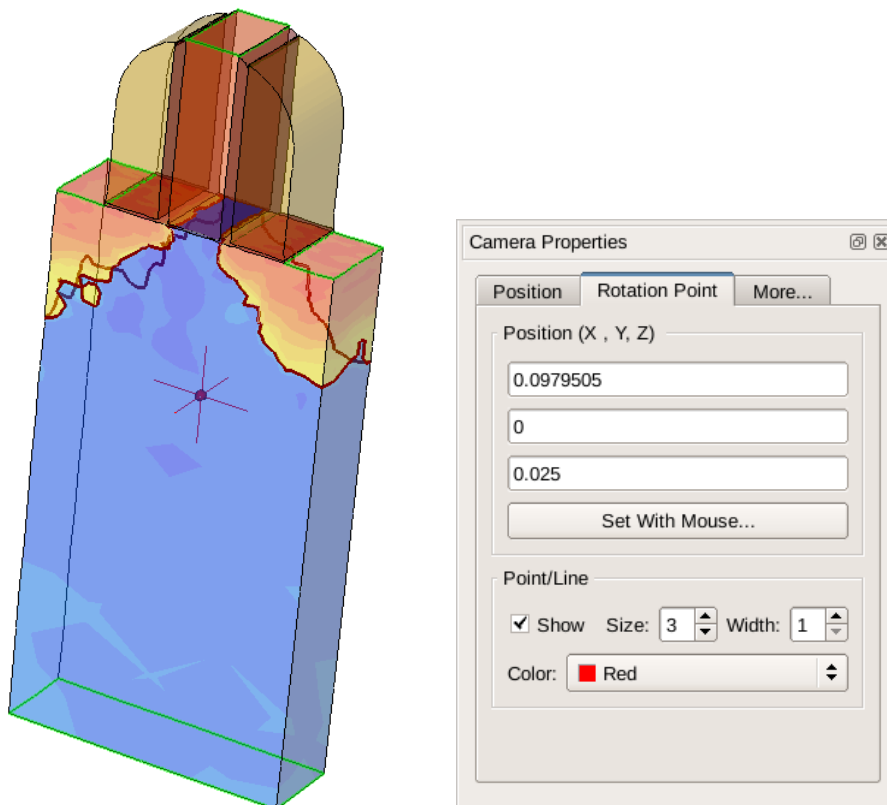 Camera Properties
Position
Rotation Point
More...
Position (X , Y, Z)
0.0979505
0
0.025
Set With Mouse...
Point/Line
Show Size: 3 Width: 1
Color: Red